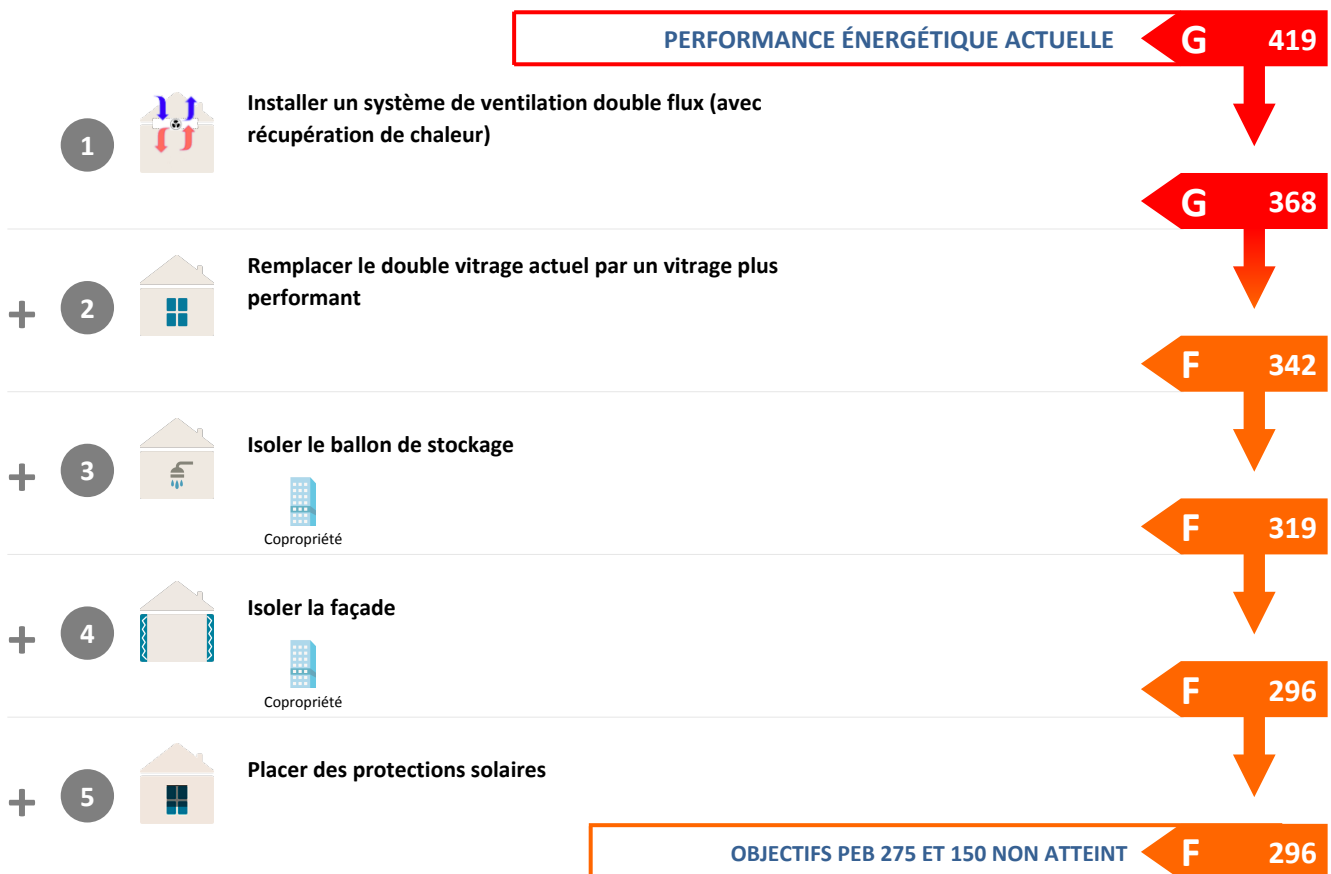 PERFORMANCE ÉNERGÉTIQUE ACTUELLE G 419
1
Installer un système de ventilation double flux (avec
récupération de chaleur)
G 368
+ 2
Remplacer le double vitrage actuel par un vitrage plus
performant
F 342
+ 3
Isoler le ballon de stockage
Copropriété
F 319
+ 4
Isoler la façade
Copropriété
F 296
+ 5
Placer des protections solaires
OBJECTIFS PEB 275 ET 150 NON ATTEINT F 296